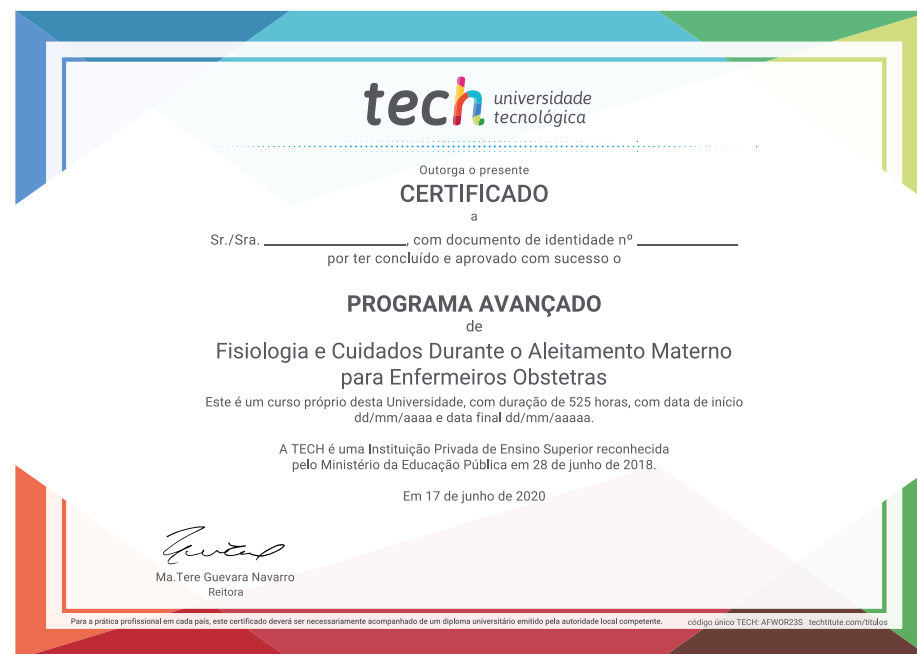 tech universidade
tecnológica
Outorga o presente
CERTIFICADO
a
Sr./Sra. ________________, com documento de identidade nº ____________
por ter concluído e aprovado com sucesso o
PROGRAMA AVANÇADO
de
Fisiologia e Cuidados Durante o Aleitamento Materno
para Enfermeiros Obstetras
Este é um curso próprio desta Universidade, com duração de 525 horas, com data de início
dd/mm/aaaa e data final dd/mm/aaaaa.
A TECH é uma Instituição Privada de Ensino Superior reconhecida
pelo Ministério da Educação Pública em 28 de junho de 2018.
Em 17 de junho de 2020
Ma.Tere Guevara Navarro
Reitora
Para a prática profissional em cada país, este certificado deverá ser necessariamente acompanhado de um diploma universitário emitido pela autoridade local competente. código único TECH: AFWOR23S techtitute.com/titulos